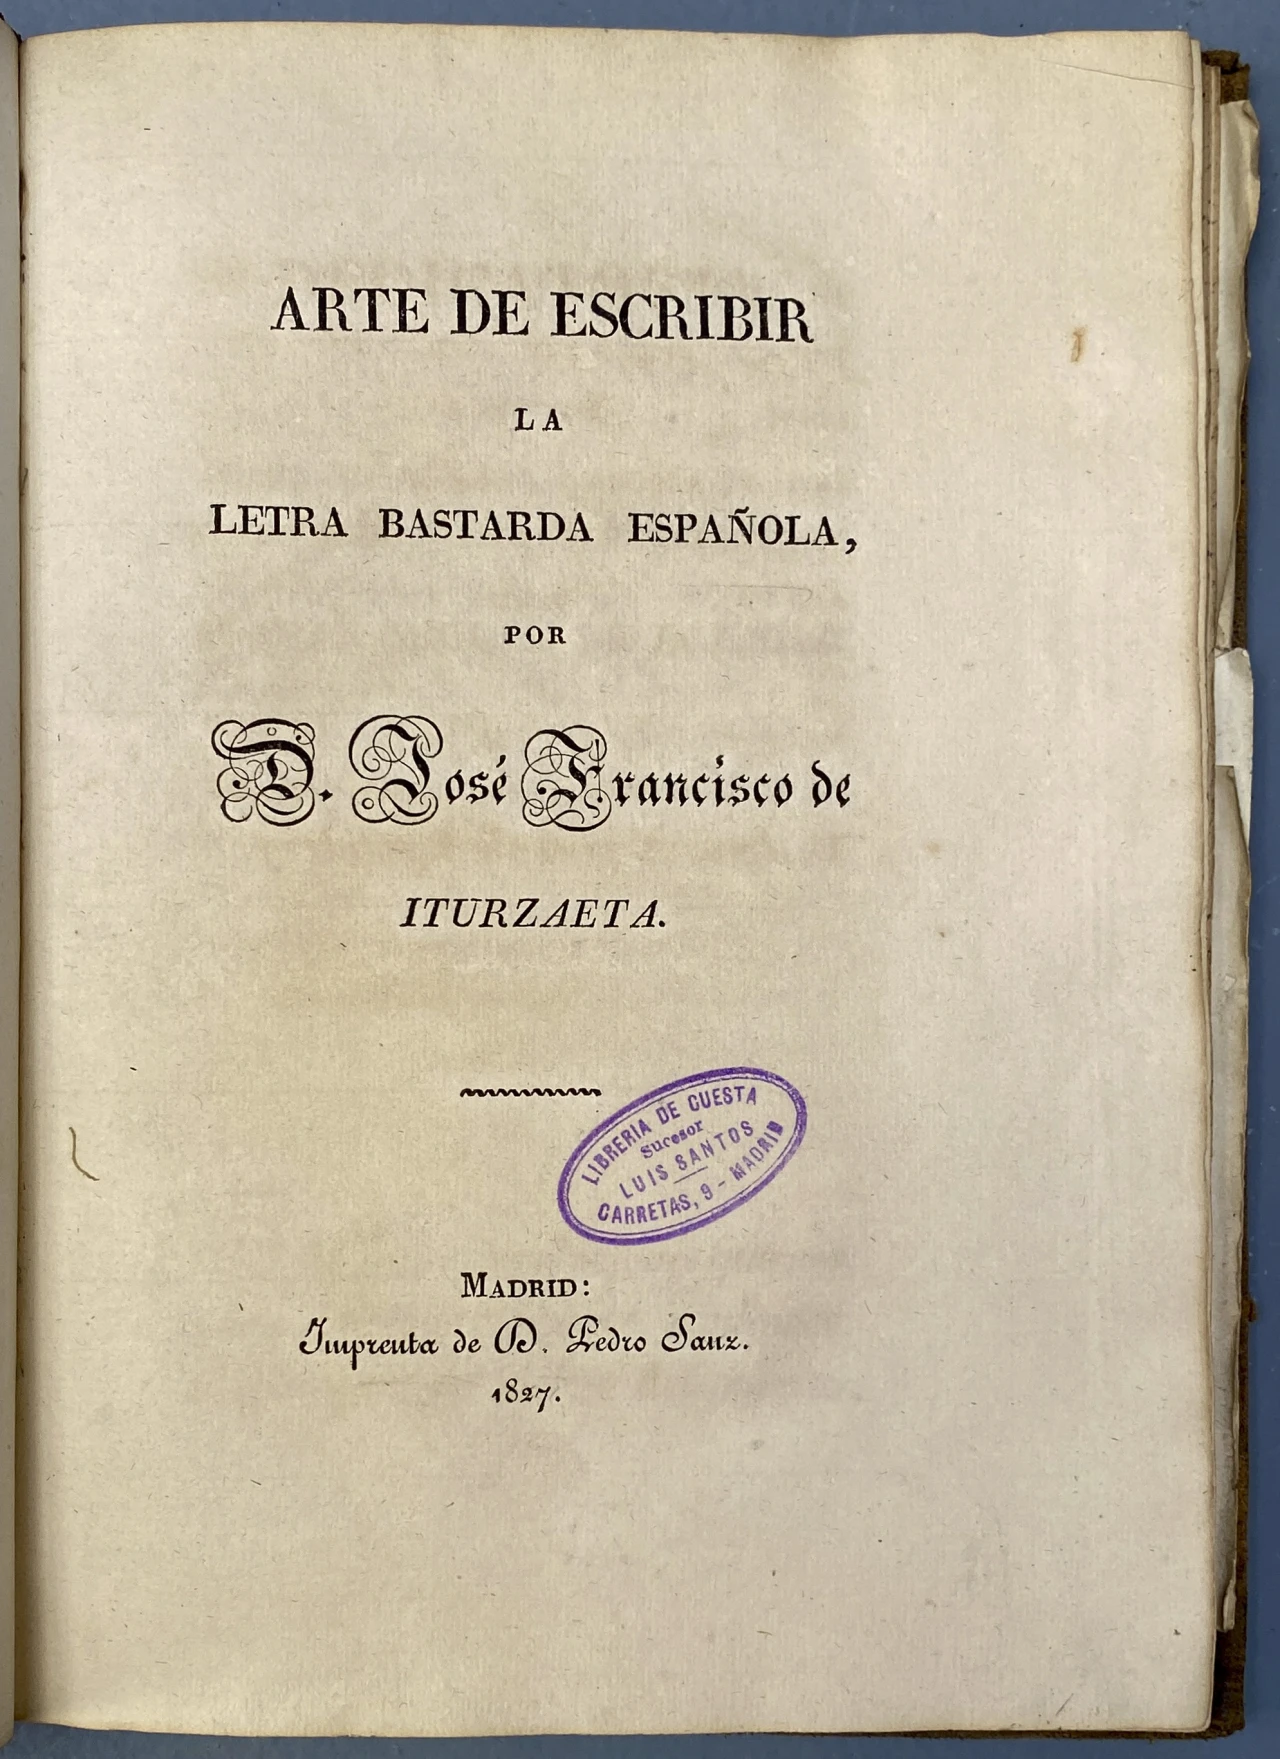 ARTE DE ESCRIBIR
LA
LETRA BASTARDA ESPAÑOLA,
POR
D. José Francisco de
ITURZAETA.
LIBRERIA DE CUESTA
Sucesor
LUIS SANTOS
CARRETAS, 9 - MADRID
MADRID:
Imprenta de D. Pedro Sanz.
1827.